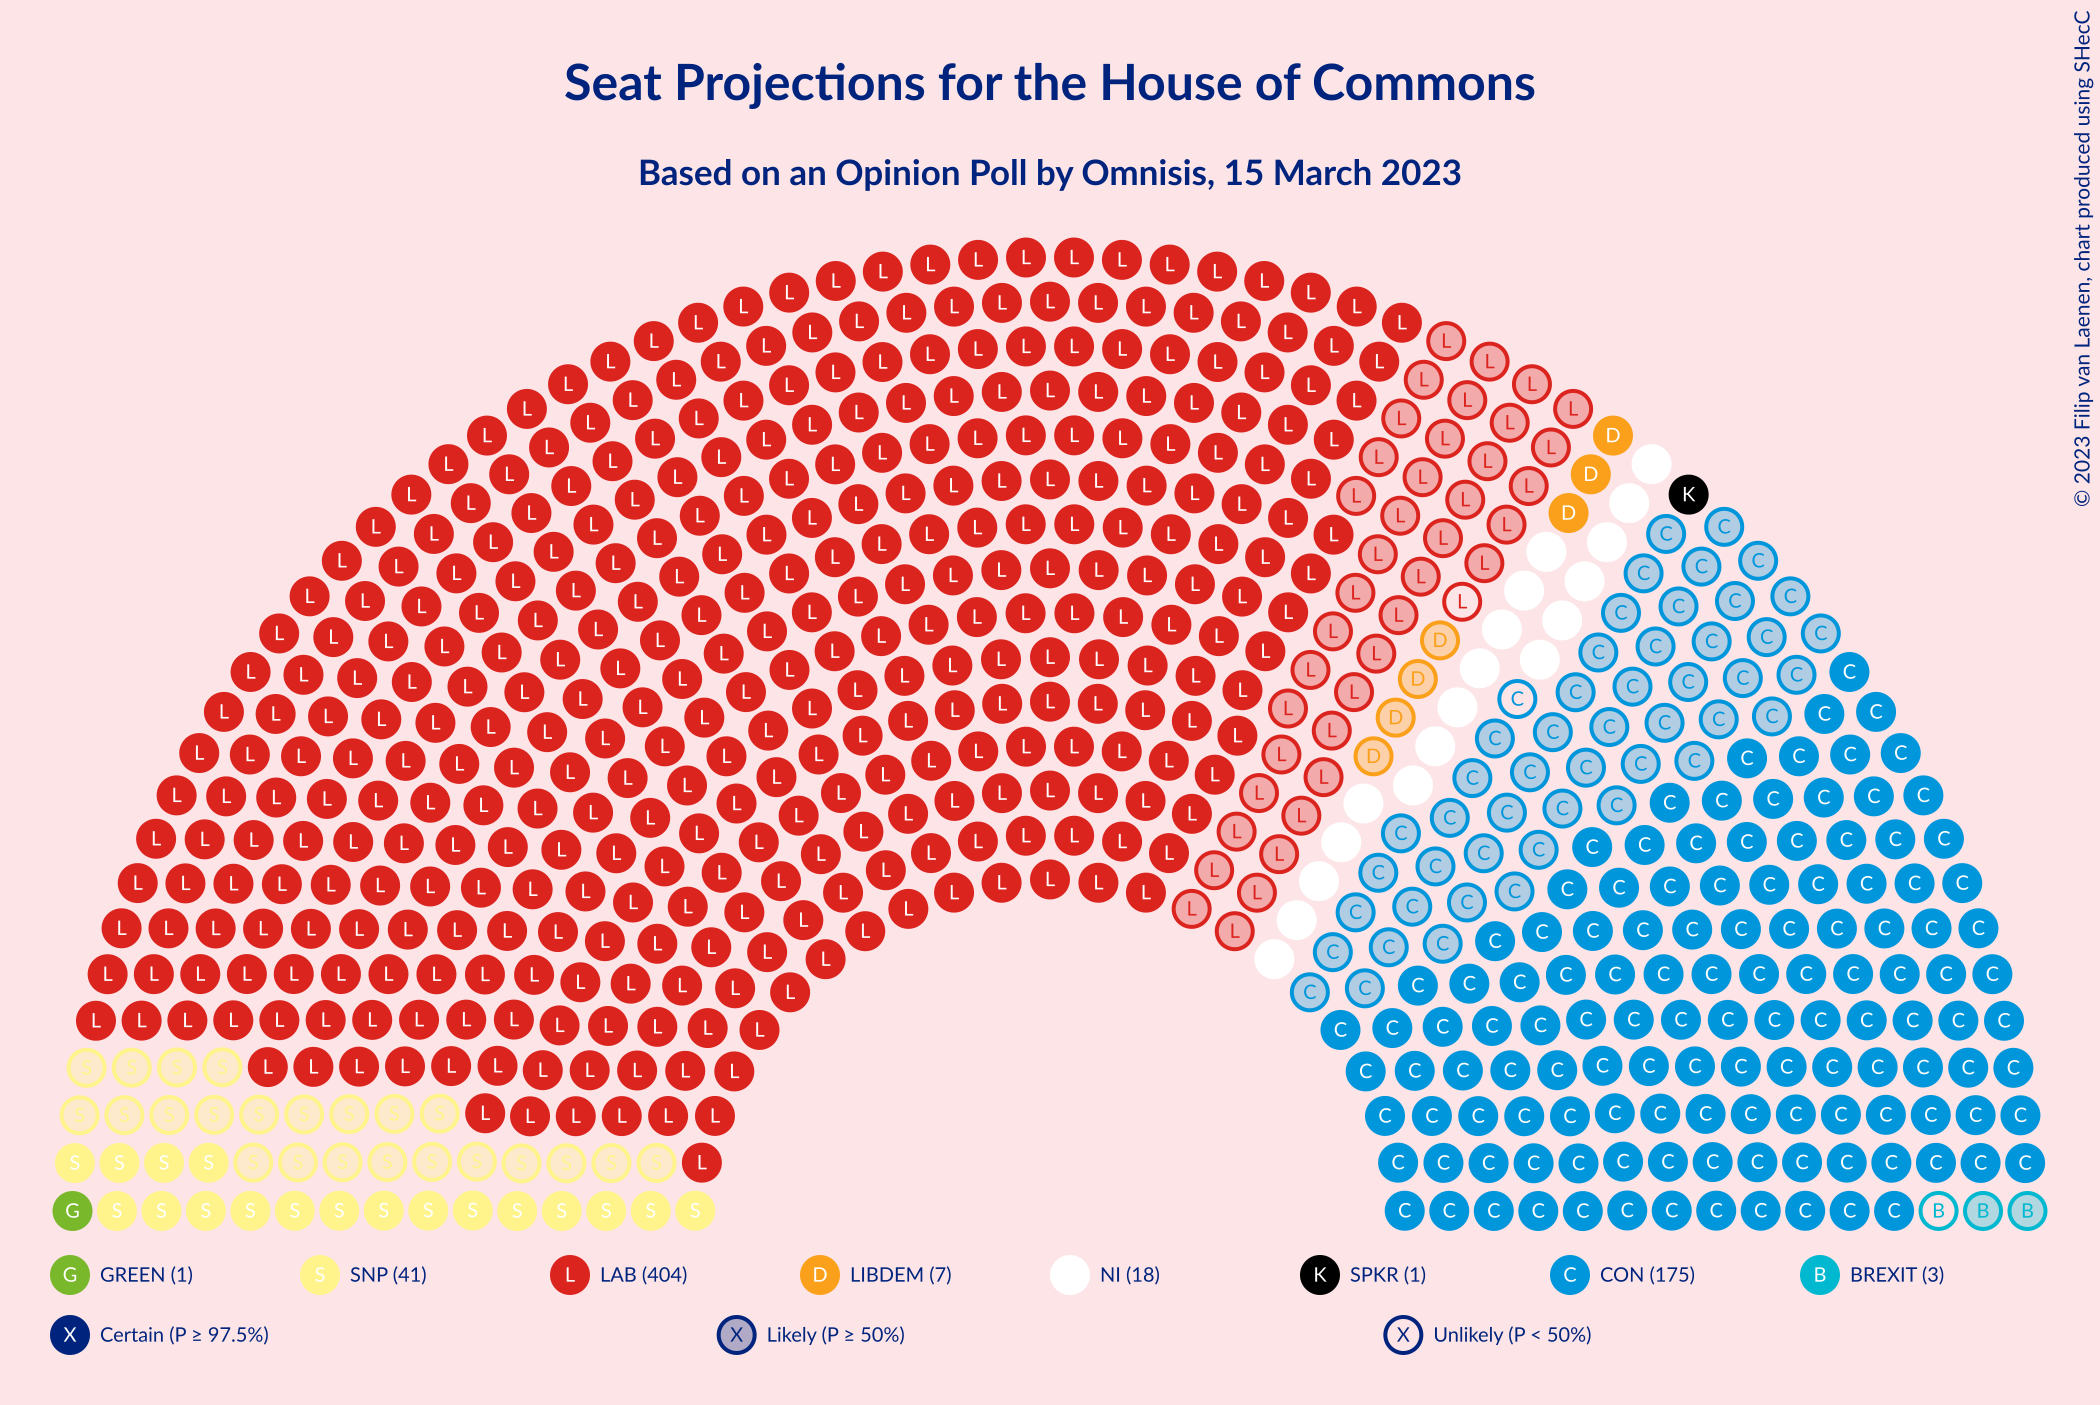 Seat Projections for the House of Commons
Based on an Opinion Poll by Omnisis, 15 March 2023
© 2023 Filip van Laenen, chart produced using SHecC
G GREEN (1)
S SNP (41)
L LAB (404)
D LIBDEM (7)
NI (18)
K SPKR (1)
C CON (175)
B BREXIT (3)
X Certain (P ≥ 97.5%)
X Likely (P ≥ 50%)
X Unlikely (P < 50%)